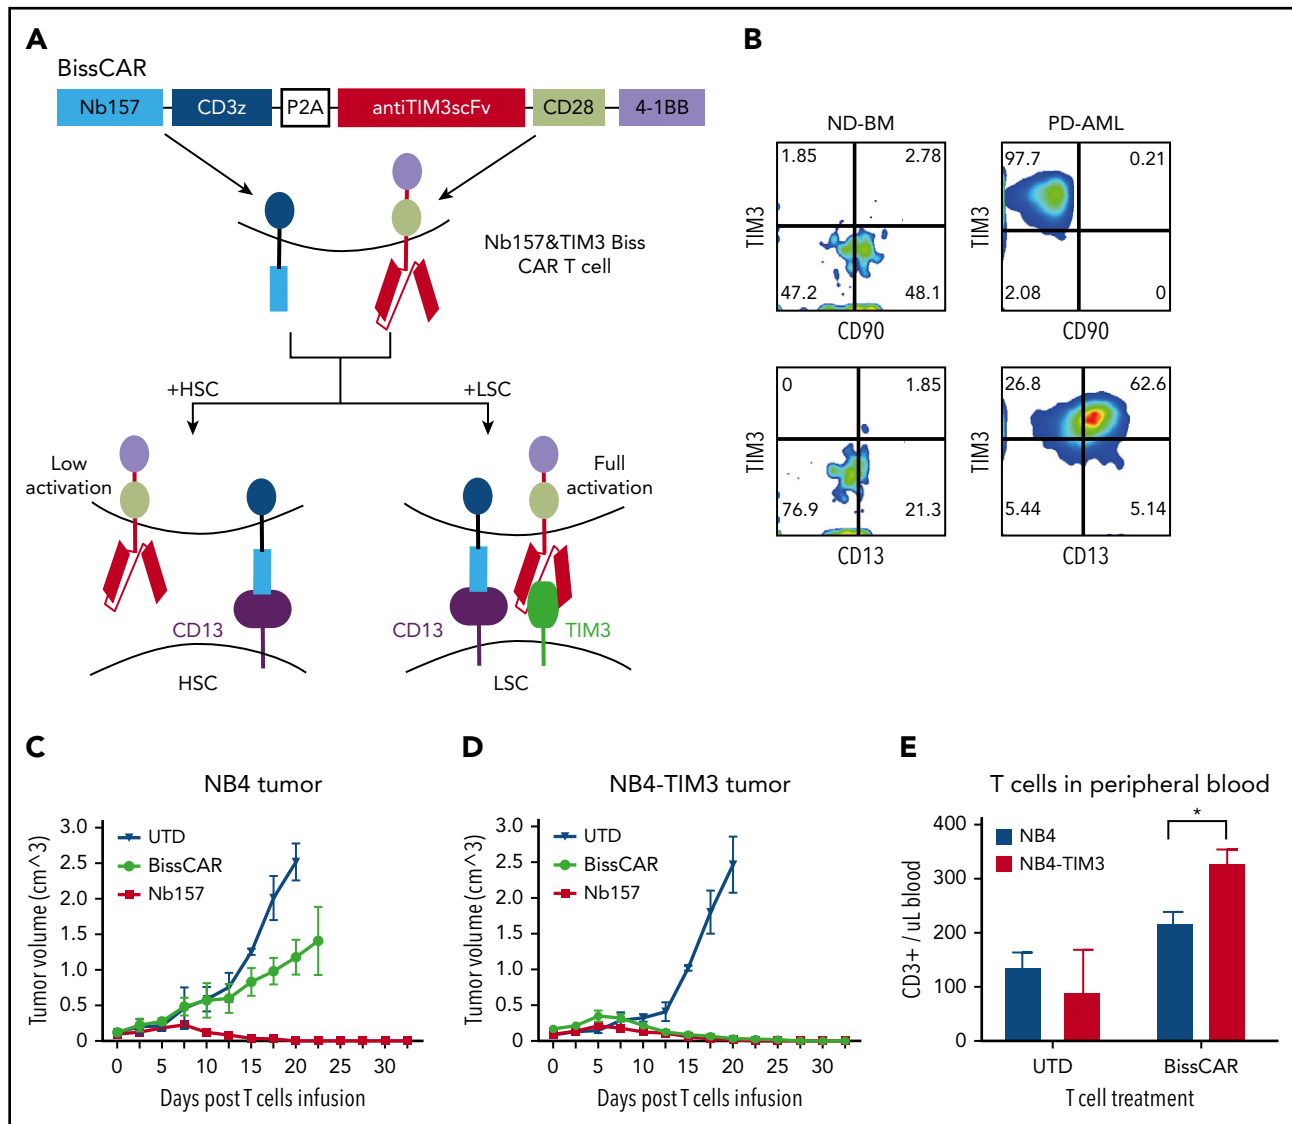 A
BissCAR
Nb157
CD3z
P2A
antiTIM3scFv
CD28
4-1BB
Nb157&TIM3 Biss
CAR T cell
+HSC
+LSC
Low
activation
Full
activation
CD13
CD13
TIM3
HSC
LSC
B
ND-BM
PD-AML
1.85
2.78
47.2
48.1
TIM3
CD90
97.7
0.21
2.08
0
TIM3
CD90
0
1.85
76.9
21.3
TIM3
CD13
26.8
62.6
5.44
5.14
TIM3
CD13
C
NB4 tumor
UTD
BissCAR
Nb157
Tumor volume (cm^3)
3.0
2.5
2.0
1.5
1.0
0.5
0
0 5 10 15 20 25 30
Days post T cells infusion
D
NB4-TIM3 tumor
UTD
BissCAR
Nb157
Tumor volume (cm^3)
3.0
2.5
2.0
1.5
1.0
0.5
0
0 5 10 15 20 25 30
Days post T cells infusion
E
T cells in peripheral blood
NB4
NB4-TIM3
*
CD3+ / uL blood
400
300
200
100
0
UTD BissCAR
T cell treatment